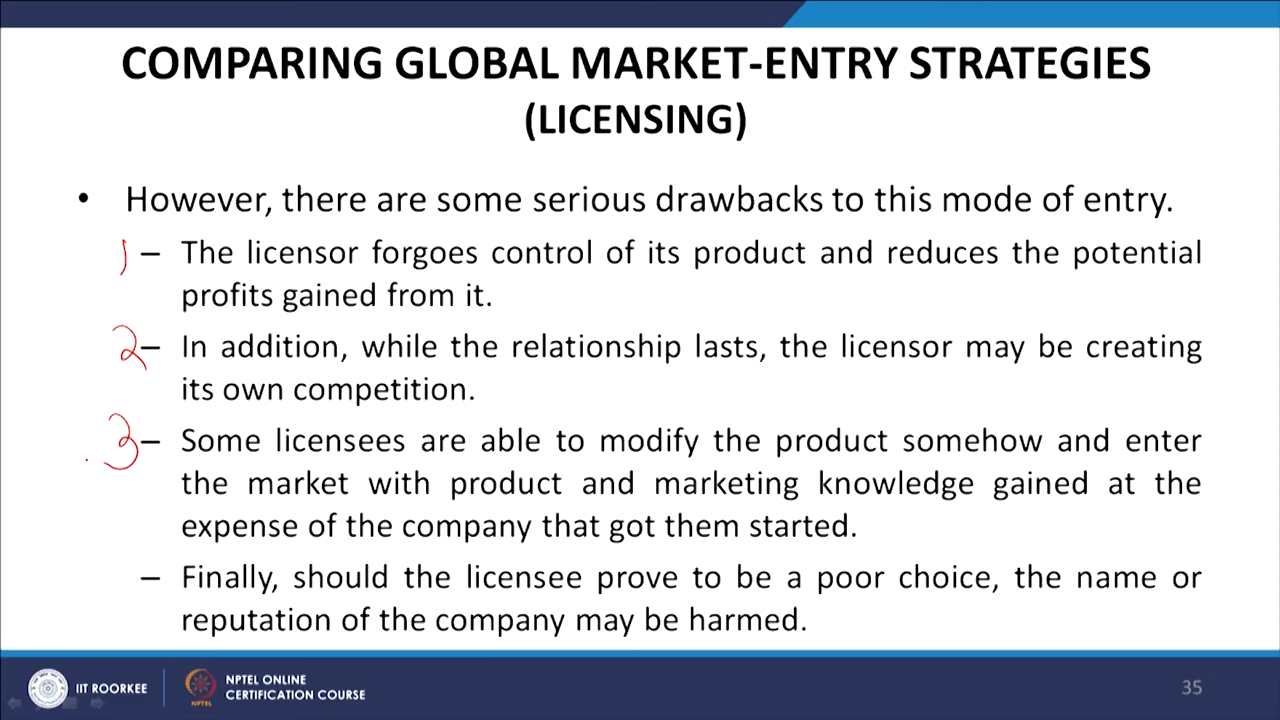 COMPARING GLOBAL MARKET-ENTRY STRATEGIES
(LICENSING)
• However, there are some serious drawbacks to this mode of entry.
1 – The licensor forgoes control of its product and reduces the potential
profits gained from it.
2 – In addition, while the relationship lasts, the licensor may be creating
its own competition.
3 – Some licensees are able to modify the product somehow and enter
the market with product and marketing knowledge gained at the
expense of the company that got them started.
– Finally, should the licensee prove to be a poor choice, the name or
reputation of the company may be harmed.
IIT ROORKEE
NPTEL
NPTEL ONLINE
CERTIFICATION COURSE
35